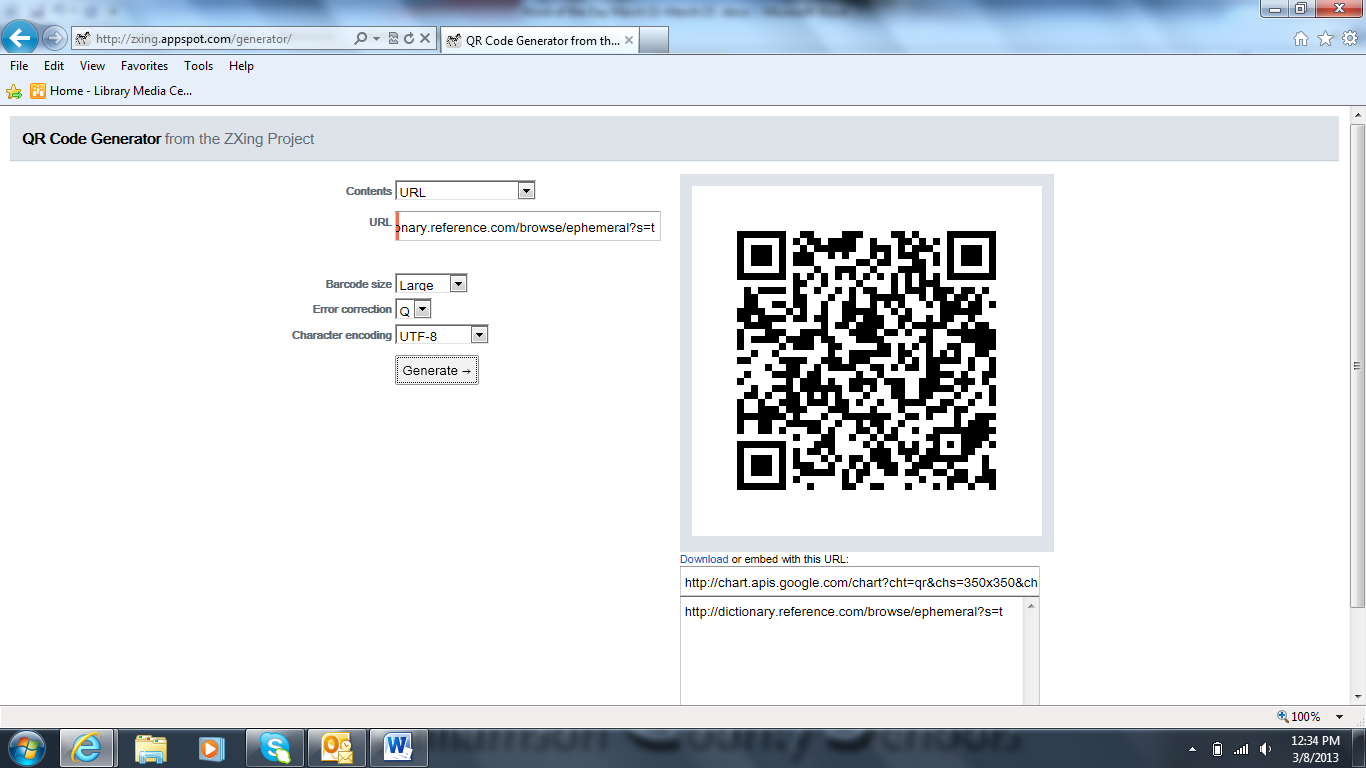 http://zxing.appspot.com/generator/
QR Code Generator from th...
File Edit View Favorites Tools Help
Home - Library Media Ce...
QR Code Generator from the ZXing Project
Contents URL
URL onary.reference.com/browse/ephemeral?s=t
Barcode size Large
Error correction Q
Character encoding UTF-8
Generate →
Download or embed with this URL:
http://chart.apis.google.com/chart?cht=qr&chs=350x350&ch
http://dictionary.reference.com/browse/ephemeral?s=t
100%
12:34 PM
3/8/2013